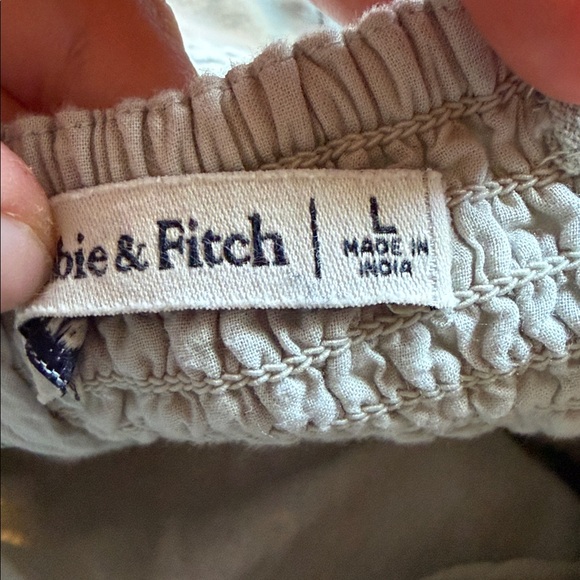 bie & Fitch
L
MADE IN
INDIA